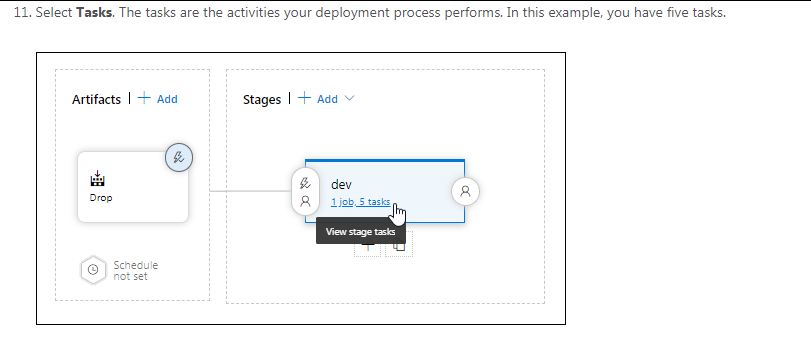 11. Select Tasks. The tasks are the activities your deployment process performs. In this example, you have five tasks.
Artifacts | + Add
Stages | + Add
Drop
dev
1 job, 5 tasks
View stage tasks
Schedule
not set